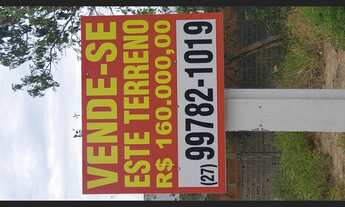 VENDE-SE
ESTE TERRENO
R$ 160.000,00
(27) 99782-1019